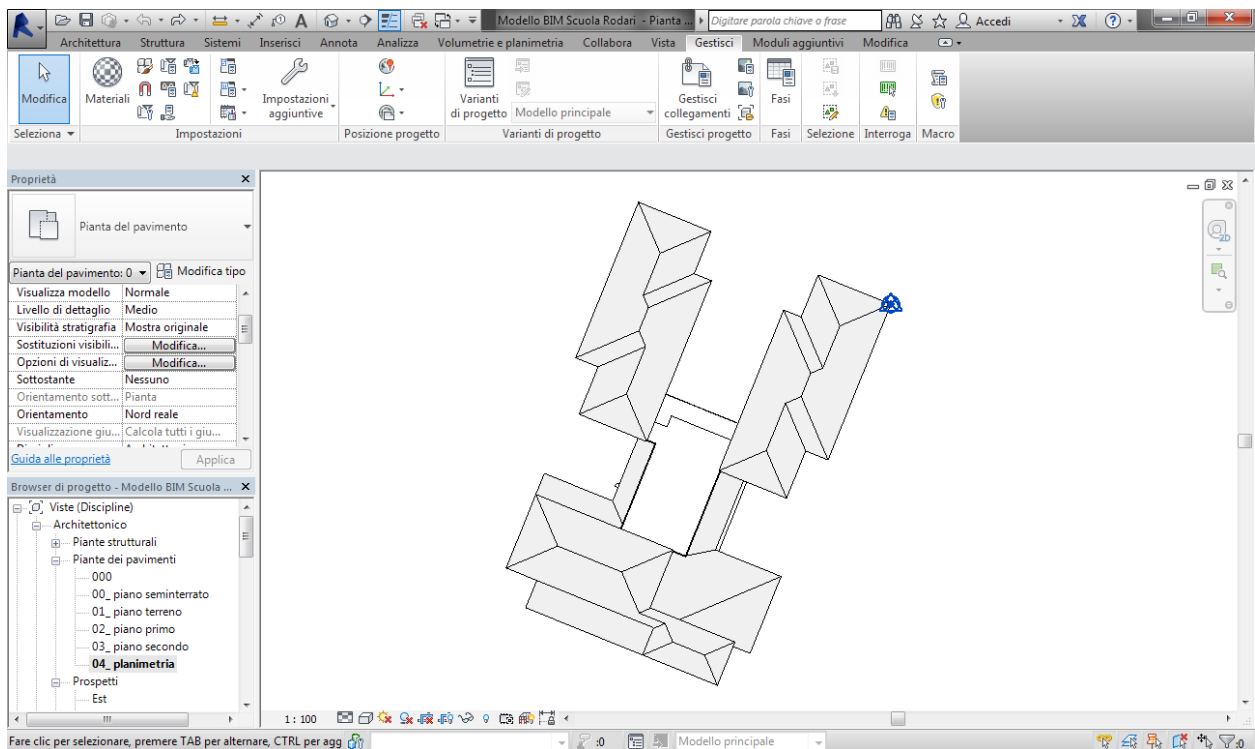 Modello BIM Scuola Rodari - Pianta ... Digitare parola chiave o frase Accedi
Architettura Struttura Sistemi Inserisci Annota Analizza Volumetrie e planimetria Collabora Vista Gestisci Moduli aggiuntivi Modifica
Modifica Materiali Impostazioni aggiuntive Varianti di progetto Modello principale Gestisci collegamenti Fasi
Seleziona Impostazioni Posizione progetto Varianti di progetto Gestisci progetto Fasi Selezione Interroga Macro
Proprietà
Pianta del pavimento
Pianta del pavimento: 0 Modifica tipo
Visualizza modello Normale
Livello di dettaglio Medio
Visibilità stratigrafia Mostra originale
Sostituzioni visibili... Modifica...
Opzioni di visualiz... Modifica...
Sottostante Nessuno
Orientamento sott... Pianta
Orientamento Nord reale
Visualizzazione giu... Calcola tutti i giu...
Guida alle proprietà Applica
Browser di progetto - Modello BIM Scuola ...
Viste (Discipline)
Architettonico
Piante strutturali
Piante dei pavimenti
000
00_ piano seminterrato
01_ piano terreno
02_ piano primo
03_ piano secondo
04_ planimetria
Prospetti
Est
1 : 100
Fare clic per selezionare, premere TAB per alternare, CTRL per agg :0 Modello principale :0
2D